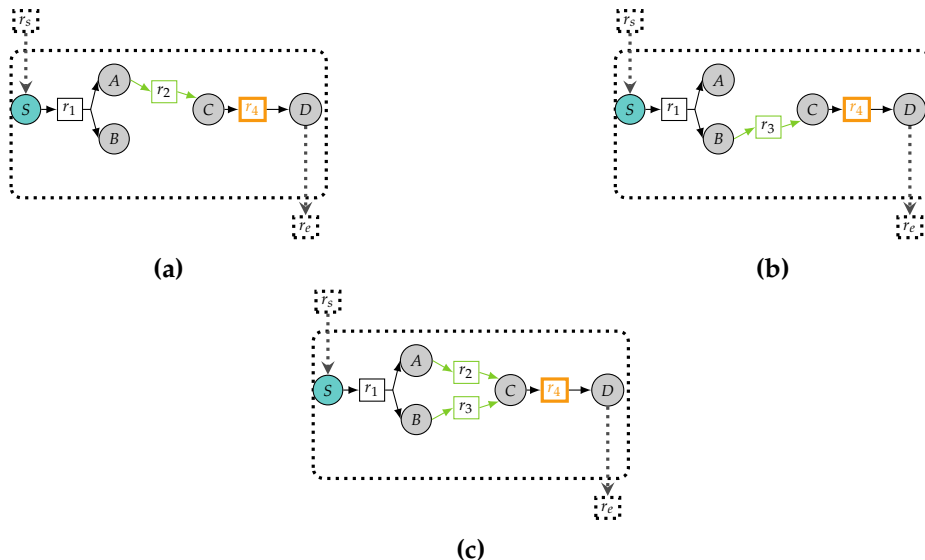 r_s r_s
A r_2 A
S r_1 C r_4 D S r_1 C r_4 D
B B r_3
r_e r_e
(a) (b)
r_s
A r_2
S r_1 C r_4 D
B r_3
r_e
(c)